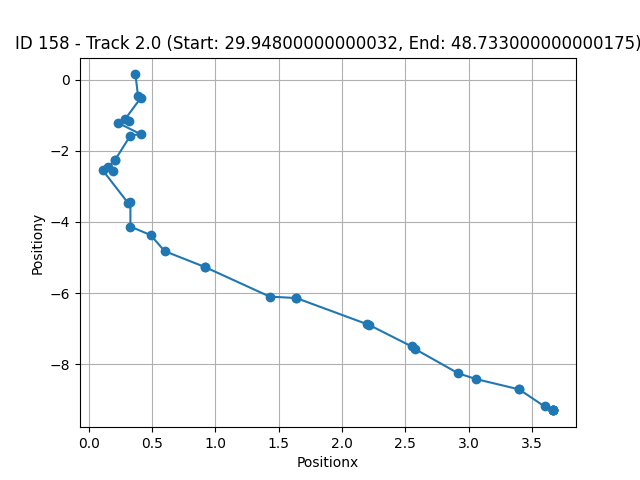 ID 158 - Track 2.0 (Start: 29.94800000000032, End: 48.733000000000175)
0
−2
−4
−6
−8
Positiony
0.0 0.5 1.0 1.5 2.0 2.5 3.0 3.5
Positionx